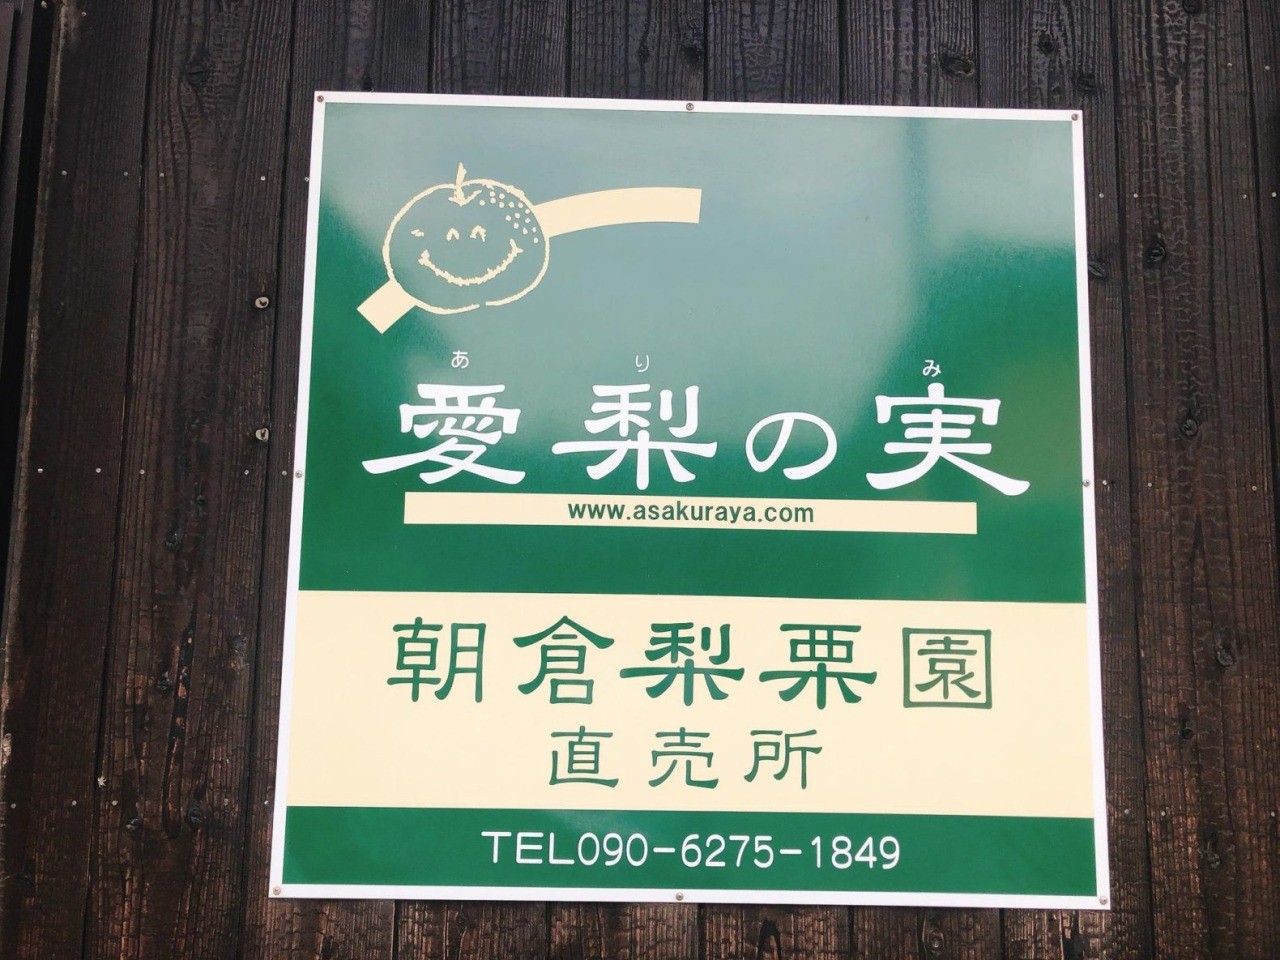 あ り み
愛梨の実
www.asakuraya.com
朝倉梨栗園
直売所
TEL090-6275-1849